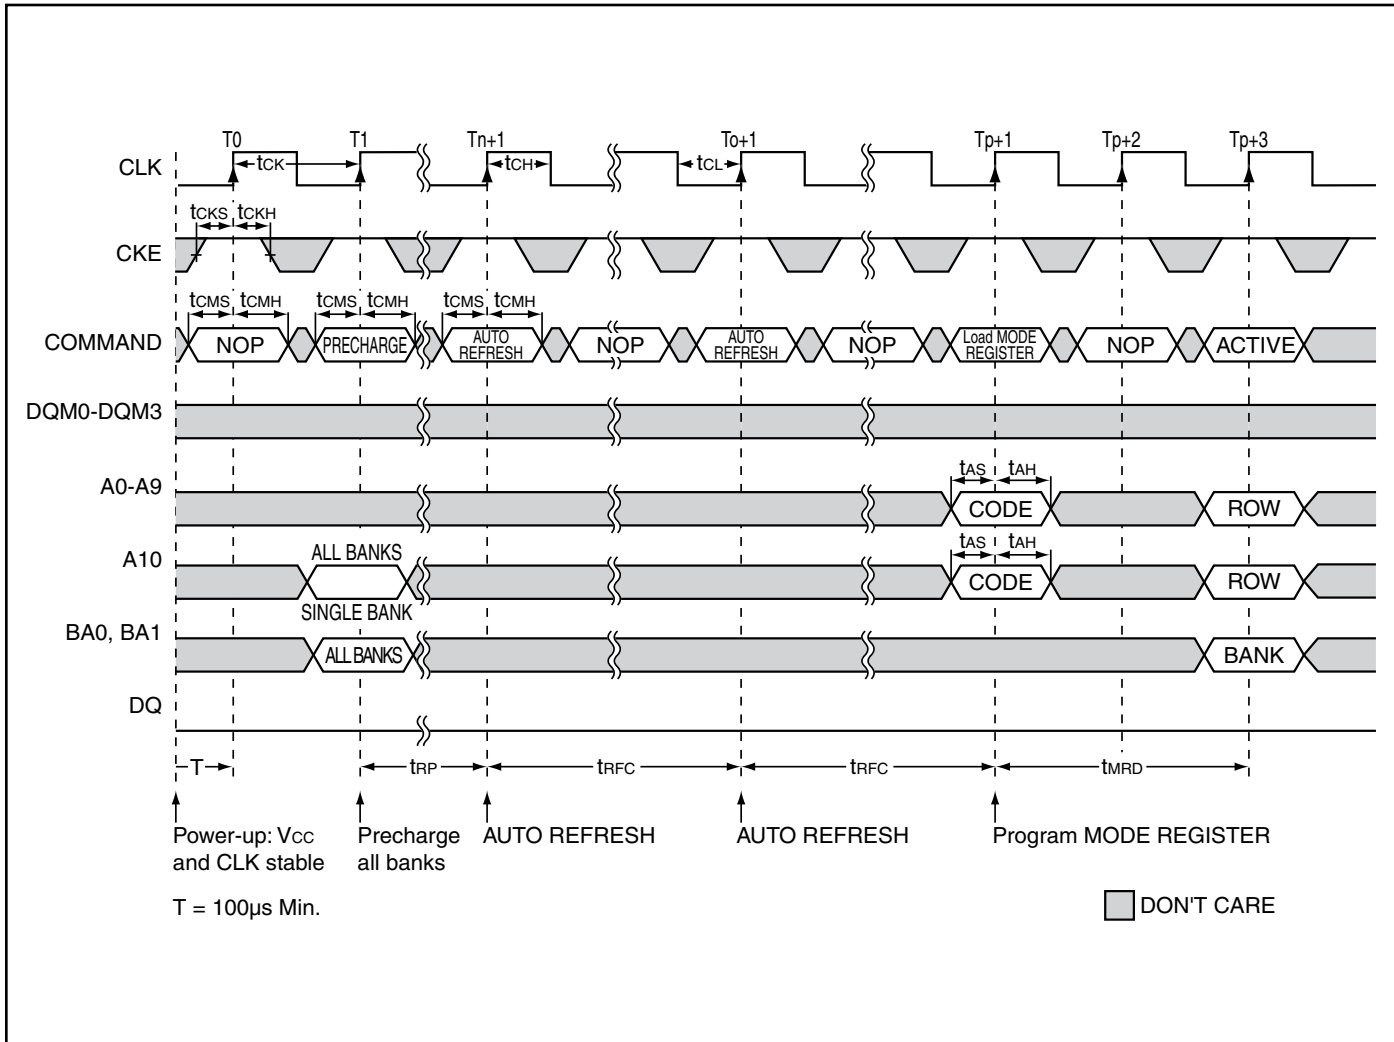 T0 T1 Tn+1 To+1 Tp+1 Tp+2 Tp+3
CLK tCK tCH tCL
tCKS tCKH
CKE
tCMS tCMH tCMS tCMH tCMS tCMH
COMMAND NOP PRECHARGE AUTO REFRESH NOP AUTO REFRESH NOP Load MODE REGISTER NOP ACTIVE
DQM0-DQM3
tAS tAH
A0-A9 CODE ROW
ALL BANKS tAS tAH
A10 CODE ROW
SINGLE BANK
BA0, BA1 ALL BANKS BANK
DQ
T tRP tRFC tRFC tMRD
Power-up: VCC Precharge AUTO REFRESH AUTO REFRESH Program MODE REGISTER
and CLK stable all banks
T = 100μs Min. DON'T CARE